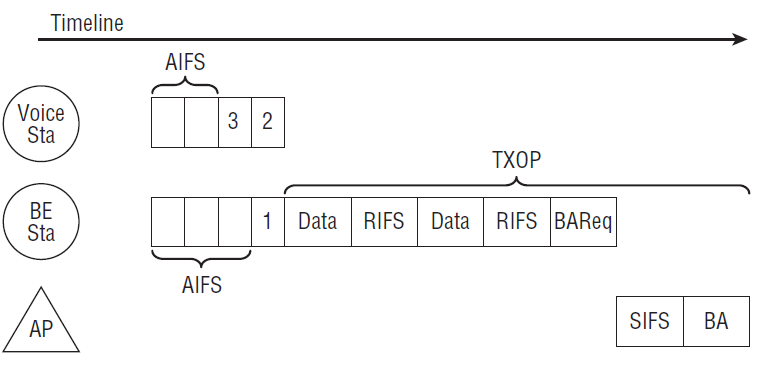 Timeline
AIFS
Voice
Sta
3 2
TXOP
BE
Sta
1 Data RIFS Data RIFS BAReq
AIFS
AP
SIFS BA